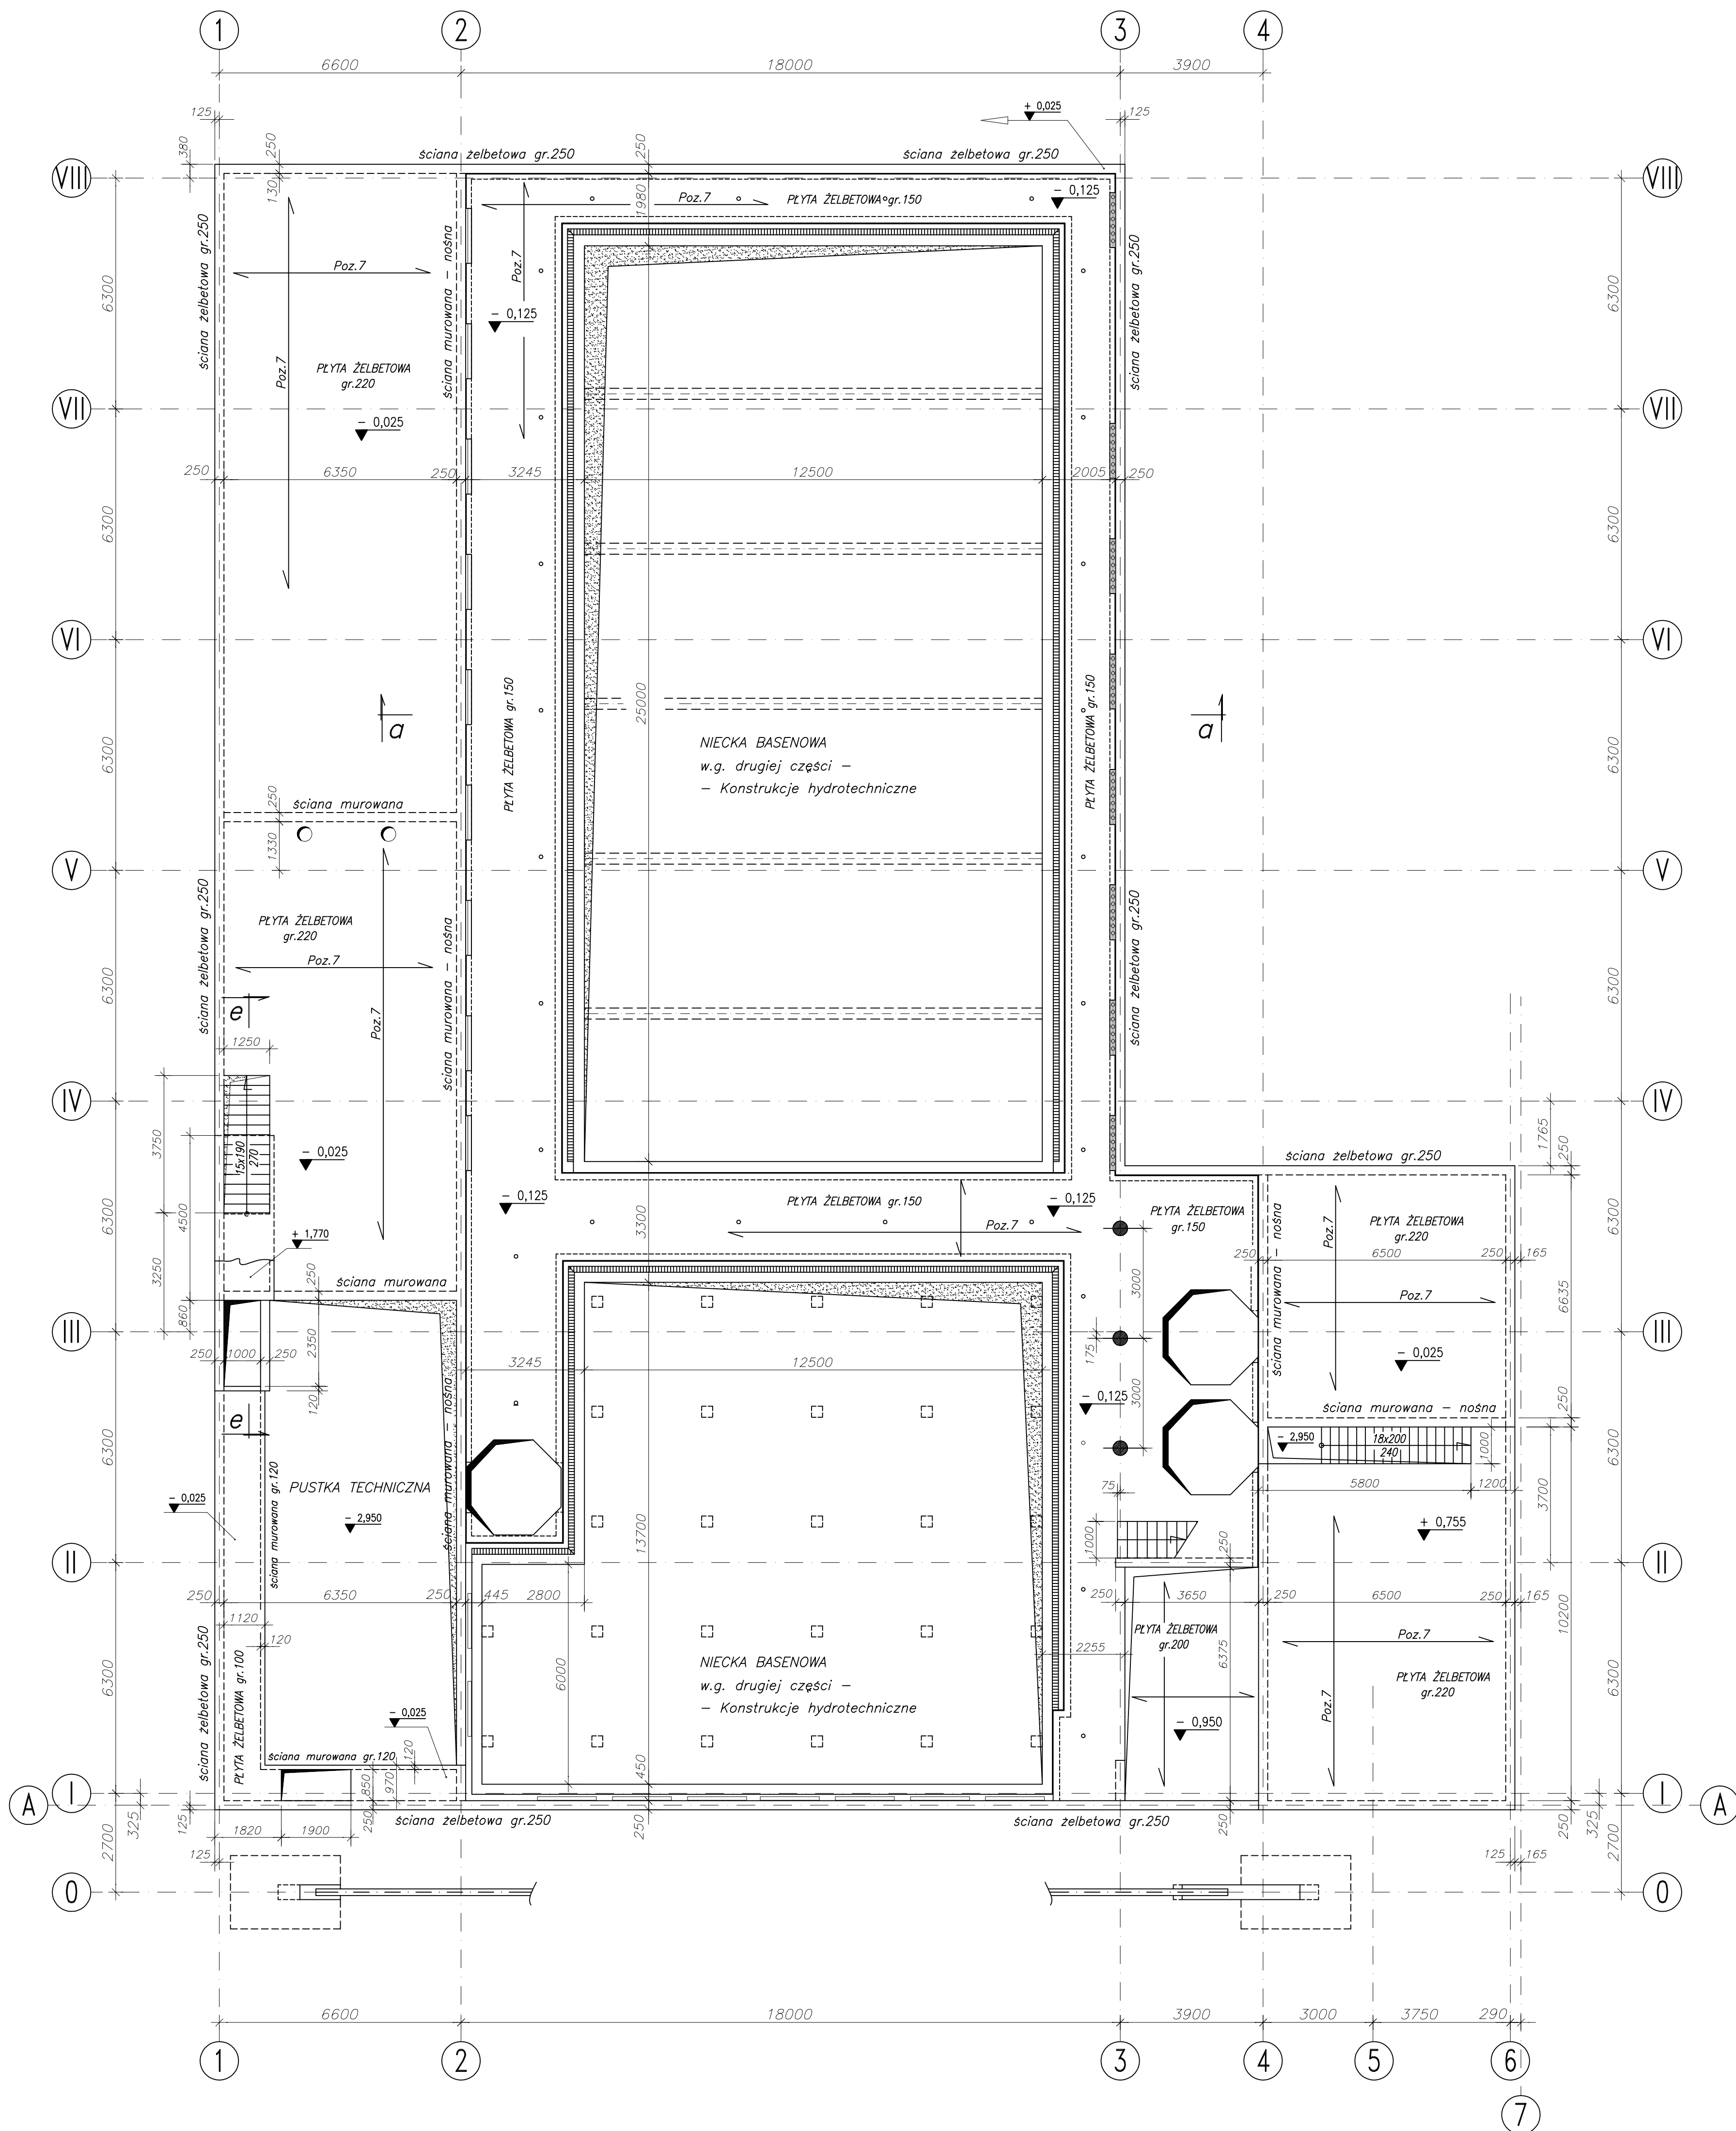 1
2
3
4
6600
18000
3900
125
+ 0,025
125
380
250
250
ściana żelbetowa gr.250
ściana żelbetowa gr.250
VIII
VIII
130
1980
Poz.7
PŁYTA ŻELBETOWA gr.150
- 0,125
ściana żelbetowa gr.250
ściana murowana - nośna
Poz.7
Poz.7
ściana żelbetowa gr.250
6300
6300
- 0,125
Poz.7
PŁYTA ŻELBETOWA
gr.220
VII
VII
- 0,025
250
6350
250
3245
12500
2005
250
6300
6300
VI
VI
PŁYTA ŻELBETOWA gr.150
25000
PŁYTA ŻELBETOWA gr.150
a
a
NIECKA BASENOWA
w.g. drugiej części -
- Konstrukcje hydrotechniczne
6300
6300
250
ściana murowana
1330
V
V
ściana żelbetowa gr.250
PŁYTA ŻELBETOWA
gr.220
ściana murowana - nośna
ściana żelbetowa gr.250
Poz.7
Poz.7
6300
6300
e
1250
IV
IV
3750
15x190
270
- 0,025
1765
250
ściana żelbetowa gr.250
4500
- 0,125
PŁYTA ŻELBETOWA gr.150
- 0,125
PŁYTA ŻELBETOWA
gr.150
ściana murowana - nośna
Poz.7
PŁYTA ŻELBETOWA
gr.220
6300
6300
+ 1,770
3300
Poz.7
250
6500
250
165
3250
250
ściana murowana
3000
Poz.7
6635
860
III
III
2350
250
1000
250
3245
12500
175
- 0,025
120
- 0,125
3000
250
ściana murowana - nośna
e
ściana murowana - nośna
6300
6300
PUSTKA TECHNICZNA
- 2,950
18x200
240
1000
- 0,025
- 2,950
ściana murowana gr.120
75
5800
1200
3700
13700
1000
250
+ 0,755
II
II
250
6350
250
445
2800
250
3650
250
6500
250
165
1120
10200
120
PŁYTA ŻELBETOWA
gr.200
Poz.7
2255
6375
ściana żelbetowa gr.250
PŁYTA ŻELBETOWA gr.100
6000
NIECKA BASENOWA
w.g. drugiej części -
- Konstrukcje hydrotechniczne
PŁYTA ŻELBETOWA
gr.220
Poz.7
6300
6300
- 0,025
- 0,950
ściana murowana gr.120
120
850
970
450
I
I
A
A
325
125
250
ściana żelbetowa gr.250
250
ściana żelbetowa gr.250
250
250
325
1820
1900
2700
2700
125
125
165
0
0
6600
18000
3900
3000
3750
290
1
2
3
4
5
6
7